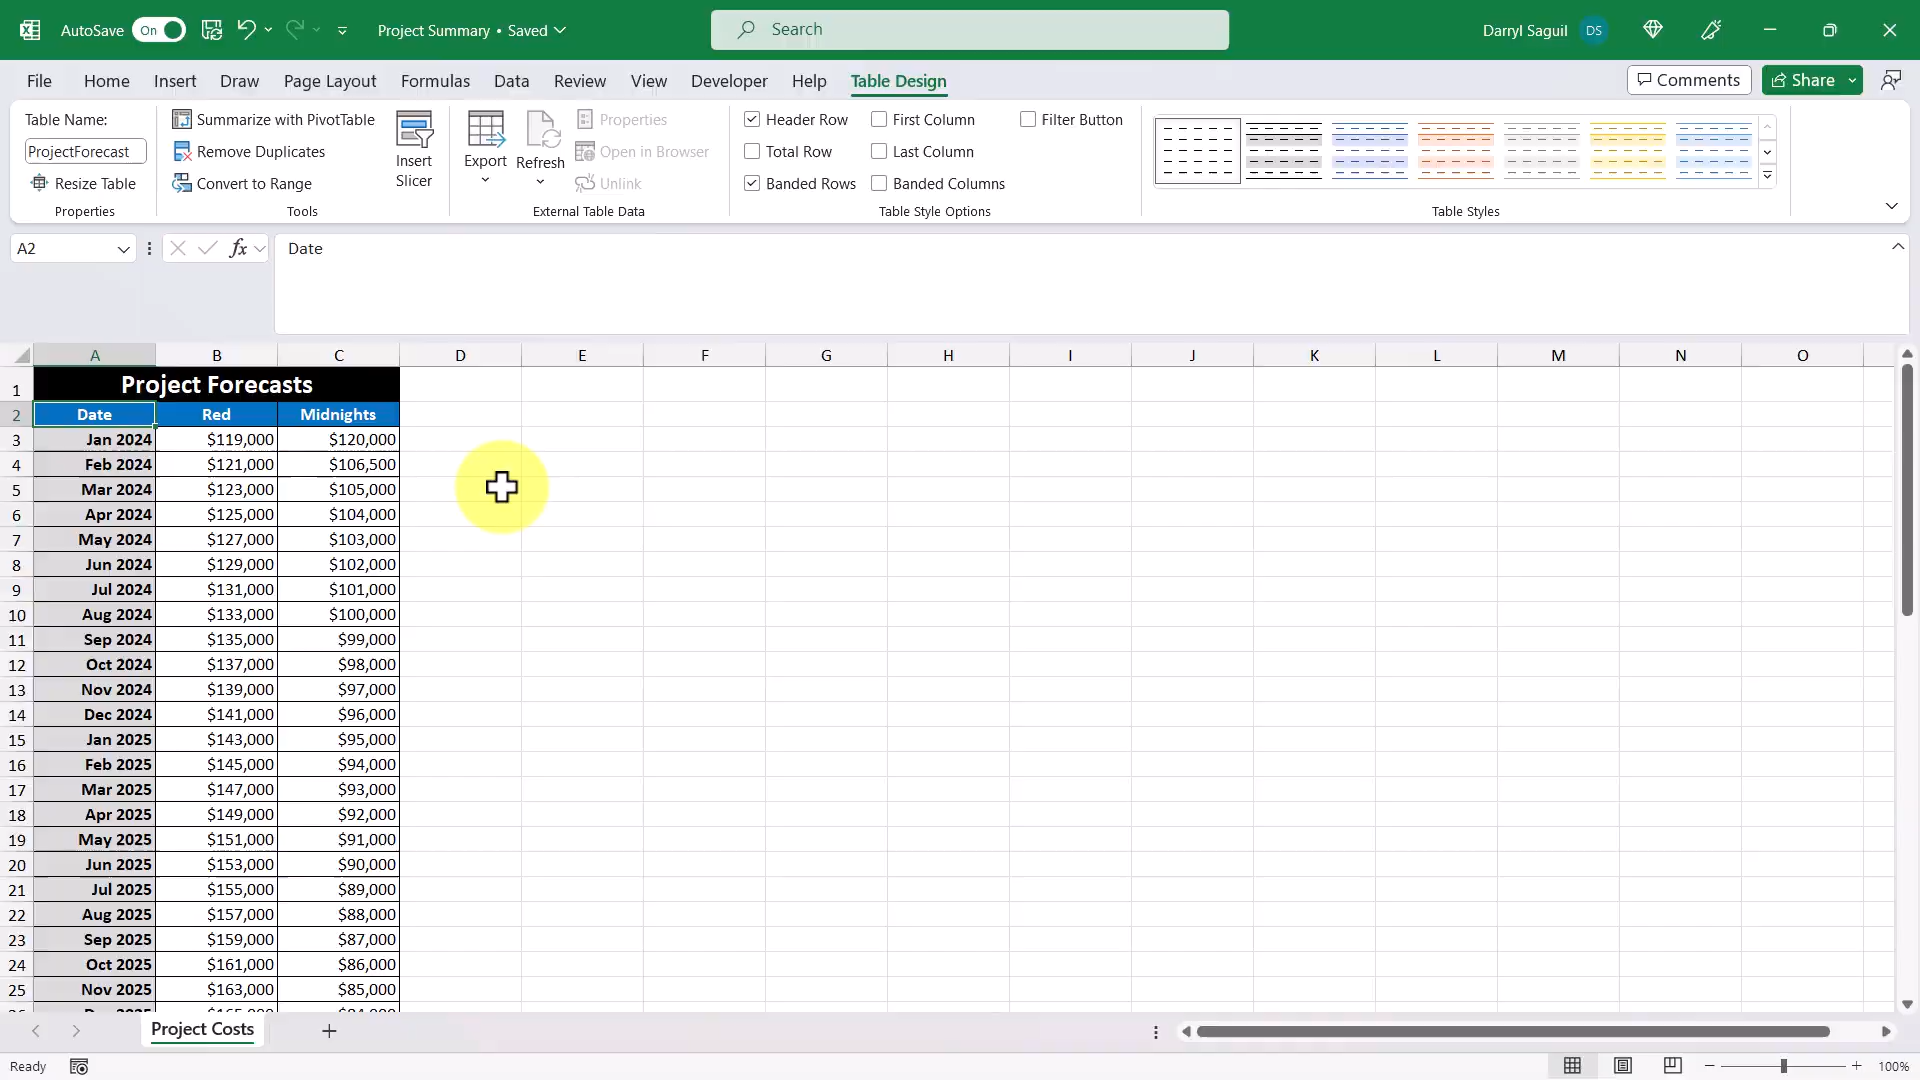 AutoSave On Project Summary • Saved Search Darryl Saguil DS
File Home Insert Draw Page Layout Formulas Data Review View Developer Help Table Design Comments Share
Table Name:
ProjectForecast
Resize Table
Properties
Summarize with PivotTable
Remove Duplicates
Convert to Range
Tools
Insert
Slicer
Export
Refresh
Properties
Open in Browser
Unlink
External Table Data
Header Row First Column Filter Button
Total Row Last Column
Banded Rows Banded Columns
Table Style Options
Table Styles
A2 fx Date
A B C D E F G H I J K L M N O
1 Project Forecasts
2 Date Red Midnights
3 Jan 2024 $119,000 $120,000
4 Feb 2024 $121,000 $106,500
5 Mar 2024 $123,000 $105,000
6 Apr 2024 $125,000 $104,000
7 May 2024 $127,000 $103,000
8 Jun 2024 $129,000 $102,000
9 Jul 2024 $131,000 $101,000
10 Aug 2024 $133,000 $100,000
11 Sep 2024 $135,000 $99,000
12 Oct 2024 $137,000 $98,000
13 Nov 2024 $139,000 $97,000
14 Dec 2024 $141,000 $96,000
15 Jan 2025 $143,000 $95,000
16 Feb 2025 $145,000 $94,000
17 Mar 2025 $147,000 $93,000
18 Apr 2025 $149,000 $92,000
19 May 2025 $151,000 $91,000
20 Jun 2025 $153,000 $90,000
21 Jul 2025 $155,000 $89,000
22 Aug 2025 $157,000 $88,000
23 Sep 2025 $159,000 $87,000
24 Oct 2025 $161,000 $86,000
25 Nov 2025 $163,000 $85,000
Project Costs
Ready 100%